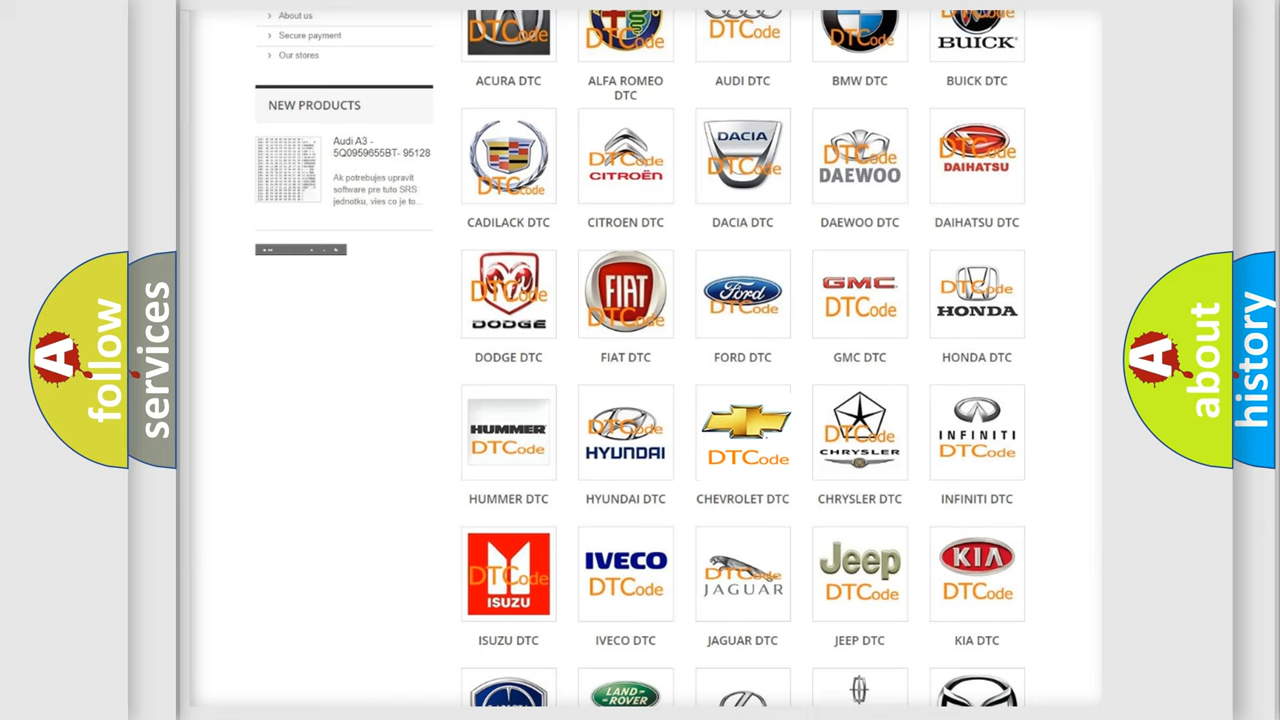 About us
Secure payment
Our stores
NEW PRODUCTS
Audi A3 -
5Q0959655BT- 95128
Ak potrebujes upravit
software pre tuto SRS
jednotku, vies co je to...
DTCode
DTCode
DTCode
DTCode
BUICK
ACURA DTC
ALFA ROMEO
DTC
AUDI DTC
BMW DTC
BUICK DTC
DTCode
DTCode
CITROËN
DACIA
DTCode
DTCode
DAEWOO
DTCode
DAIHATSU
CADILACK DTC
CITROEN DTC
DACIA DTC
DAEWOO DTC
DAIHATSU DTC
DTCode
DODGE
FIAT
DTCode
Ford
DTCode
GMC
DTCode
DTCode
HONDA
DODGE DTC
FIAT DTC
FORD DTC
GMC DTC
HONDA DTC
HUMMER
DTCode
DTCode
HYUNDAI
DTCode
DTCode
CHRYSLER
INFINITI
DTCode
HUMMER DTC
HYUNDAI DTC
CHEVROLET DTC
CHRYSLER DTC
INFINITI DTC
DTCode
ISUZU
IVECO
DTCode
DTCode
JAGUAR
Jeep
DTCode
KIA
DTCode
ISUZU DTC
IVECO DTC
JAGUAR DTC
JEEP DTC
KIA DTC
LAND-
ROVER
A
follow
services
A
about
history